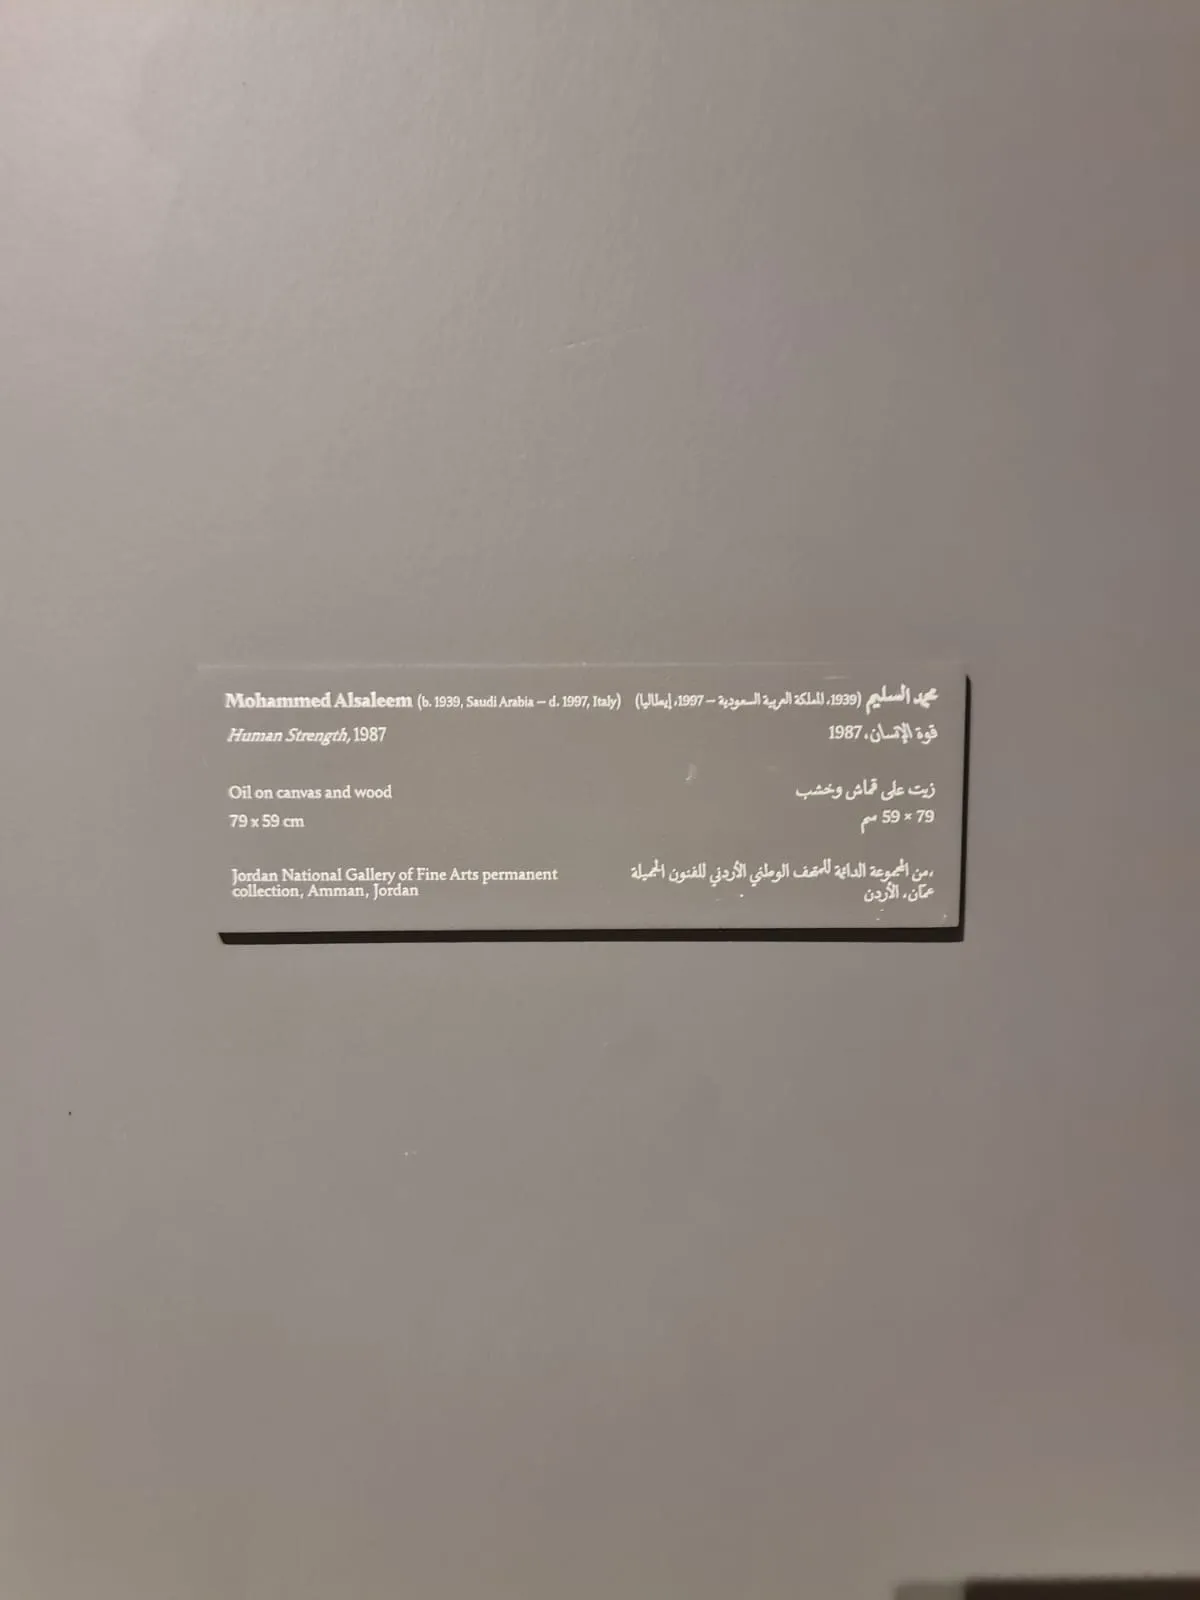 Mohammed Alsaleem (b. 1939, Saudi Arabia – d. 1997, Italy)
Human Strength, 1987
Oil on canvas and wood
79 x 59 cm
Jordan National Gallery of Fine Arts permanent
collection, Amman, Jordan
محمد السليم (1939، المملكة العربية السعودية – 1997، إيطاليا)
قوة الإنسان، 1987
زيت على قماش وخشب
79 × 59 سم
من المجموعة الدائمة للمتحف الوطني الأردني للفنون الجميلة،
عمّان، الأردن